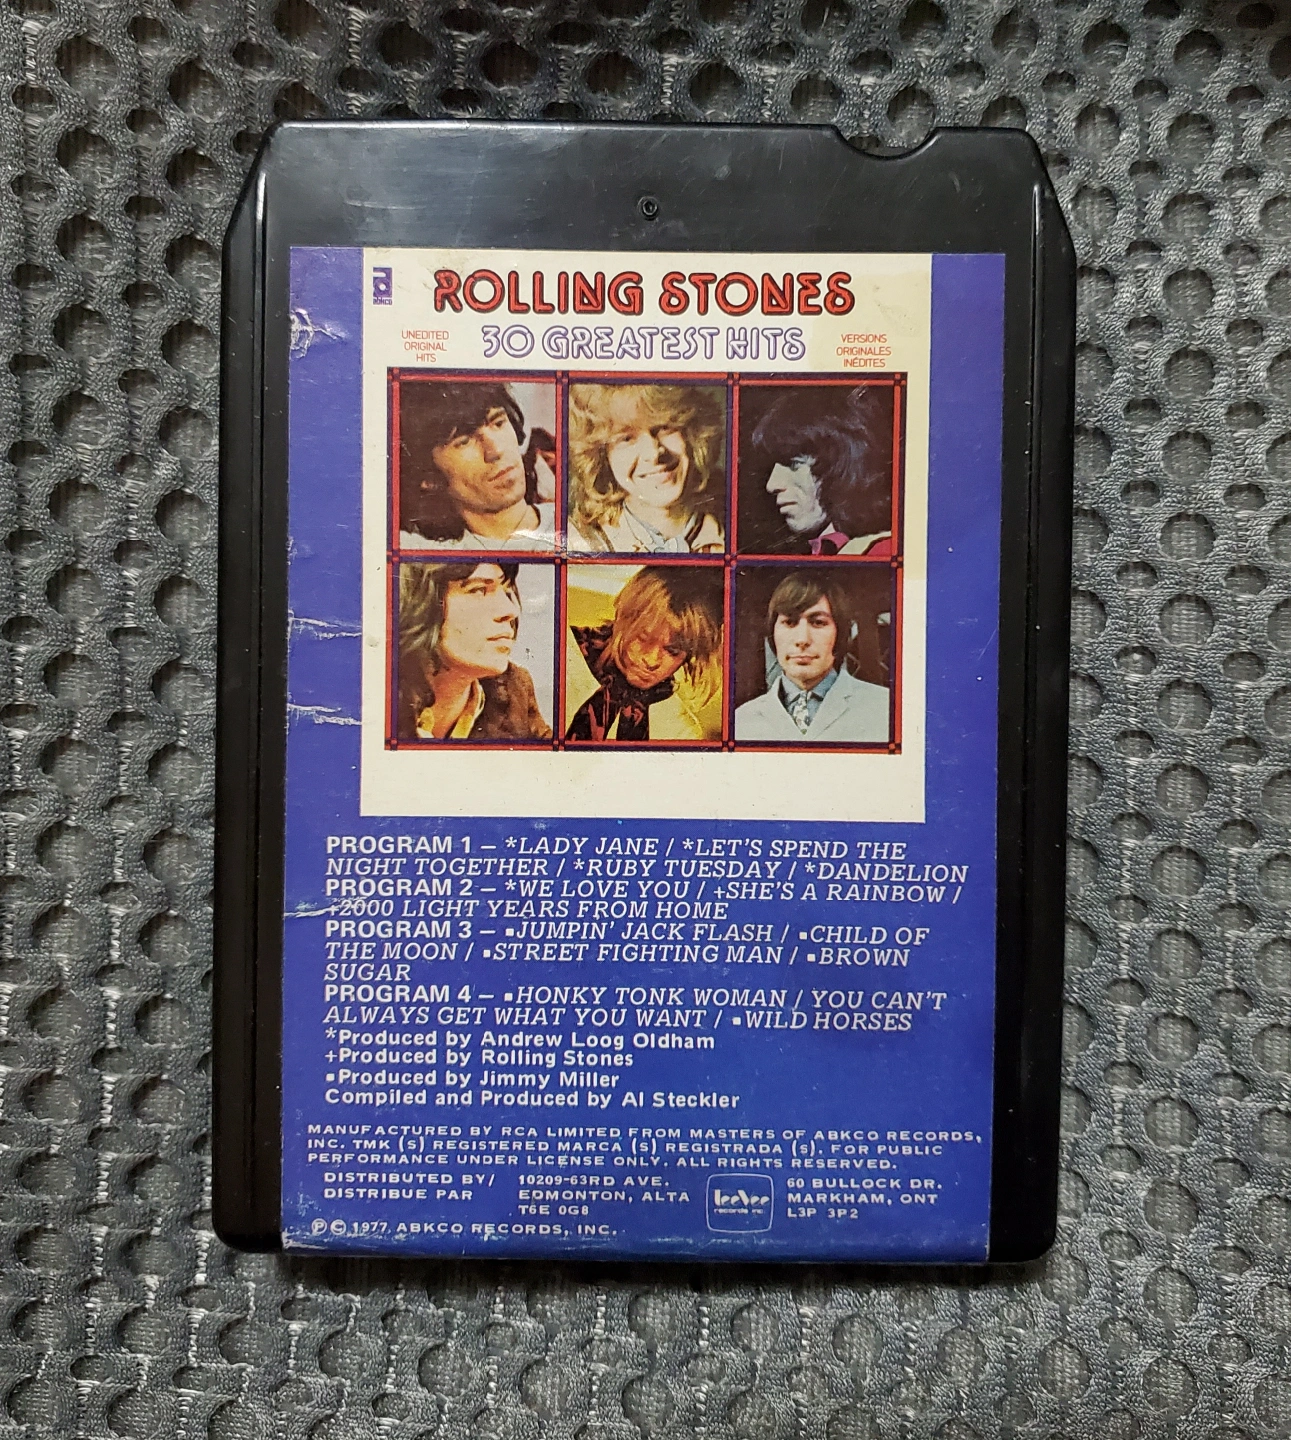 abkco
ROLLING STONES
30 GREATEST HITS
UNEDITED
ORIGINAL
HITS
VERSIONS
ORIGINALES
INÉDITES
PROGRAM 1 – *LADY JANE / *LET'S SPEND THE
NIGHT TOGETHER / *RUBY TUESDAY / *DANDELION
PROGRAM 2 – *WE LOVE YOU / +SHE'S A RAINBOW /
+2000 LIGHT YEARS FROM HOME
PROGRAM 3 – ▪JUMPIN' JACK FLASH / ▪CHILD OF
THE MOON / ▪STREET FIGHTING MAN / ▪BROWN
SUGAR
PROGRAM 4 – ▪HONKY TONK WOMAN / YOU CAN'T
ALWAYS GET WHAT YOU WANT / ▪WILD HORSES
*Produced by Andrew Loog Oldham
+Produced by Rolling Stones
▪Produced by Jimmy Miller
Compiled and Produced by Al Steckler
MANUFACTURED BY RCA LIMITED FROM MASTERS OF ABKCO RECORDS,
INC. TMK (S) REGISTERED MARCA (S) REGISTRADA (S). FOR PUBLIC
PERFORMANCE UNDER LICENSE ONLY. ALL RIGHTS RESERVED.
DISTRIBUTED BY/
DISTRIBUE PAR
10209-63RD AVE.
EDMONTON, ALTA
T6E 0G8
leeVee
records inc.
60 BULLOCK DR.
MARKHAM, ONT
L3P 3P2
℗ © 1977 ABKCO RECORDS, INC.